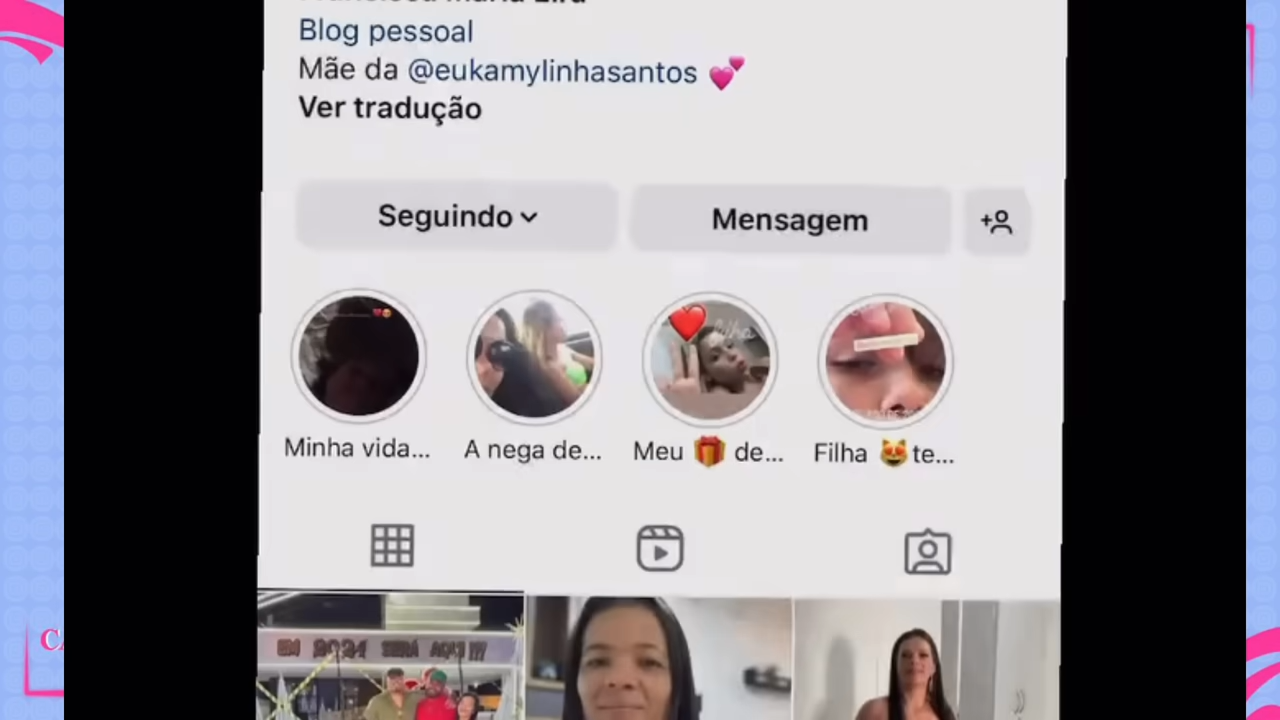 Blog pessoal
Mãe da @eukamylinhasantos 💕
Ver tradução
Seguindo
Mensagem
Minha vida...
A nega de...
Meu 🎁 de...
Filha 😻 te...
EM 2024 SERÁ AQUI!!!